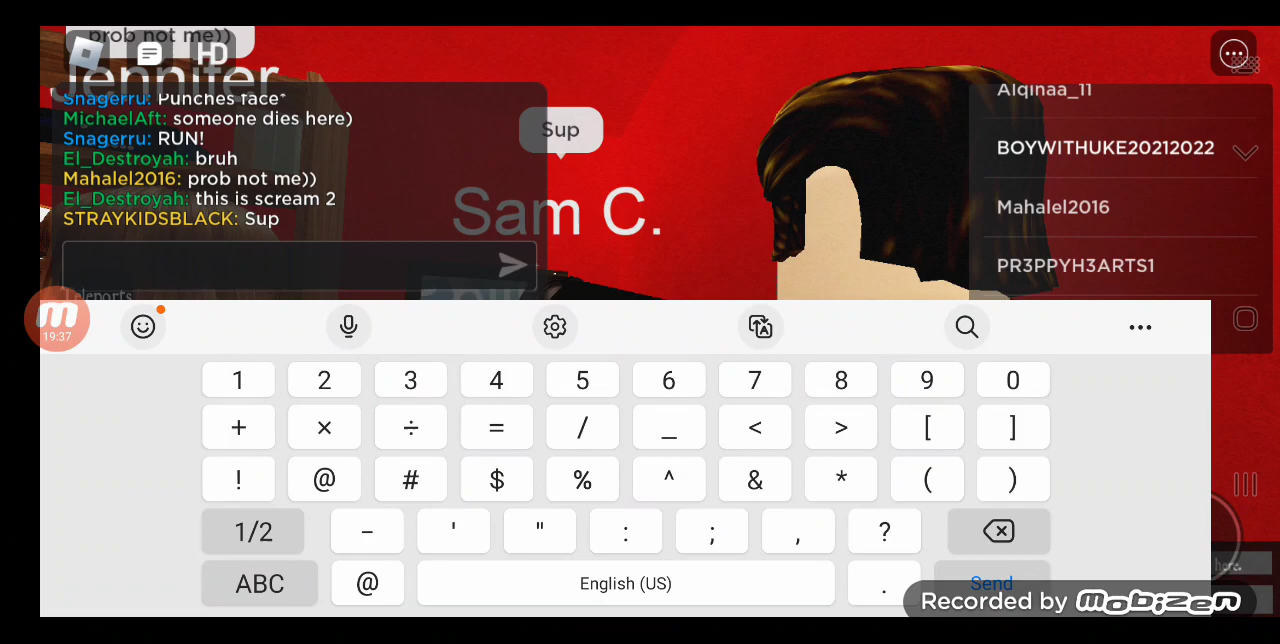 prob not me))
Jennifer
HD
Snagerru: Punches face*
MichaelAft: someone dies here)
Snagerru: RUN!
El_Destroyah: bruh
Mahalel2016: prob not me))
El_Destroyah: this is scream 2
STRAYKIDSBLACK: Sup
Sup
Sam C.
Alqinaa_11
BOYWITHUKE20212022
Mahalel2016
PR3PPYH3ARTS1
Teleports
19:37
1 2 3 4 5 6 7 8 9 0
+ × ÷ = / _ < > [ ]
! @ # $ % ^ & * ( )
1/2 - ' " : ; , ?
ABC @ English (US) . Send
here.
Recorded by mobizen